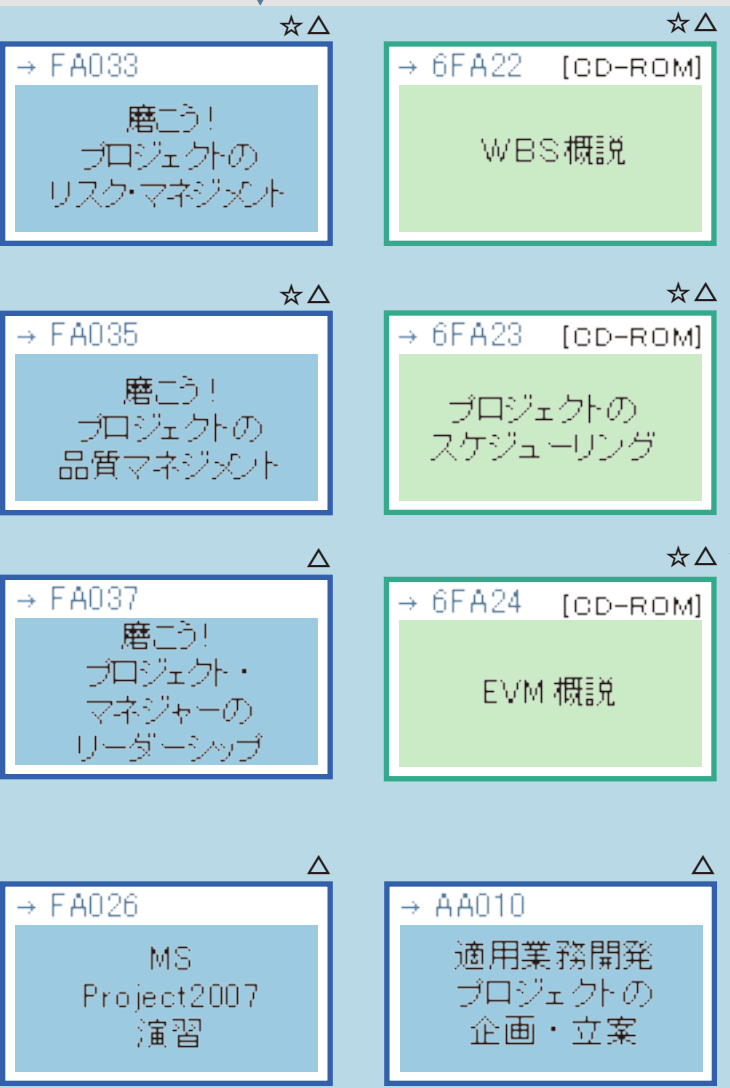 ☆△
→ FA033
磨こう!
プロジェクトの
リスク・マネジメント
☆△
→ 6FA22 [CD-ROM]
WBS概説
☆△
→ FA035
磨こう!
プロジェクトの
品質マネジメント
☆△
→ 6FA23 [CD-ROM]
プロジェクトの
スケジューリング
△
→ FA037
磨こう!
プロジェクト・
マネジャーの
リーダーシップ
☆△
→ 6FA24 [CD-ROM]
EVM 概説
△
→ FA026
MS
Project2007
演習
△
→ AA010
適用業務開発
プロジェクトの
企画・立案